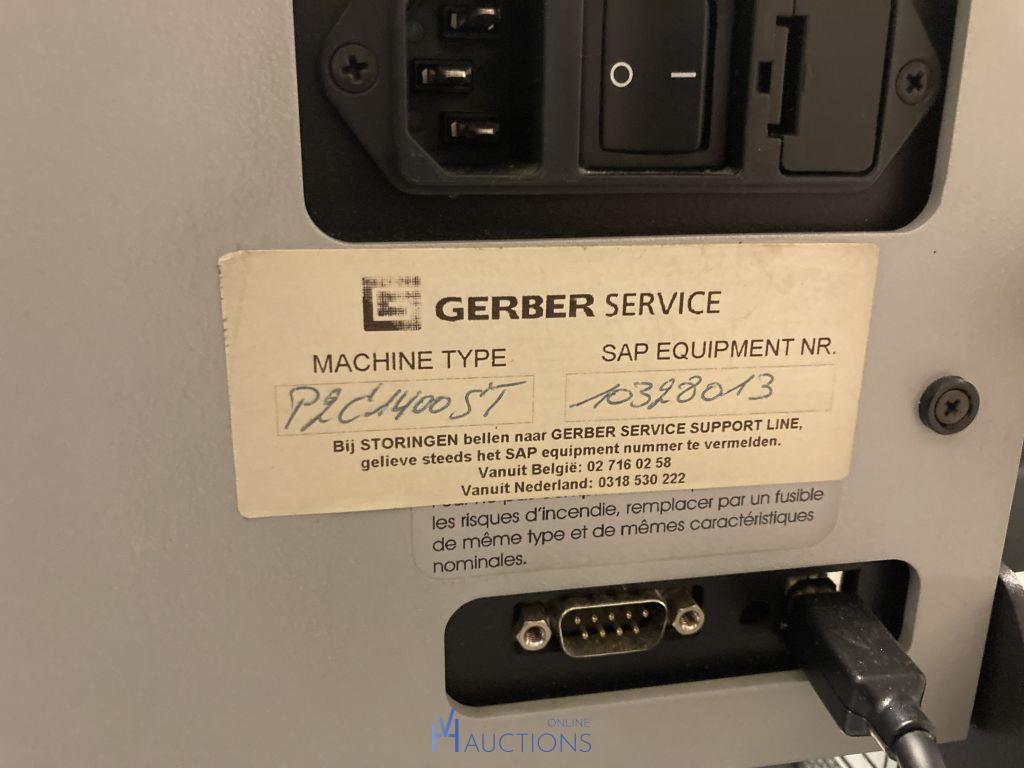 O I
GERBER SERVICE
MACHINE TYPE SAP EQUIPMENT NR.
P2C1400ST 10328013
Bij STORINGEN bellen naar GERBER SERVICE SUPPORT LINE,
gelieve steeds het SAP equipment nummer te vermelden.
Vanuit België: 02 716 02 58
Vanuit Nederland: 0318 530 222
les risques d'incendie, remplacer par un fusible
de même type et de mêmes caractéristiques
nominales.
ONLINE
AUCTIONS